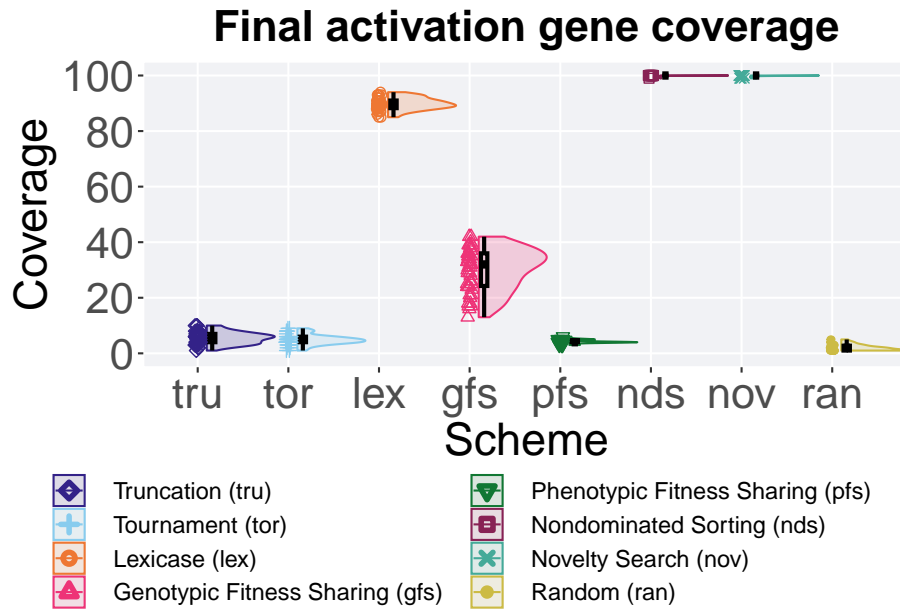 Final activation gene coverage
Coverage
100
80
60
40
20
0
tru tor lex gfs pfs nds nov ran
Scheme
Truncation (tru)
Tournament (tor)
Lexicase (lex)
Genotypic Fitness Sharing (gfs)
Phenotypic Fitness Sharing (pfs)
Nondominated Sorting (nds)
Novelty Search (nov)
Random (ran)